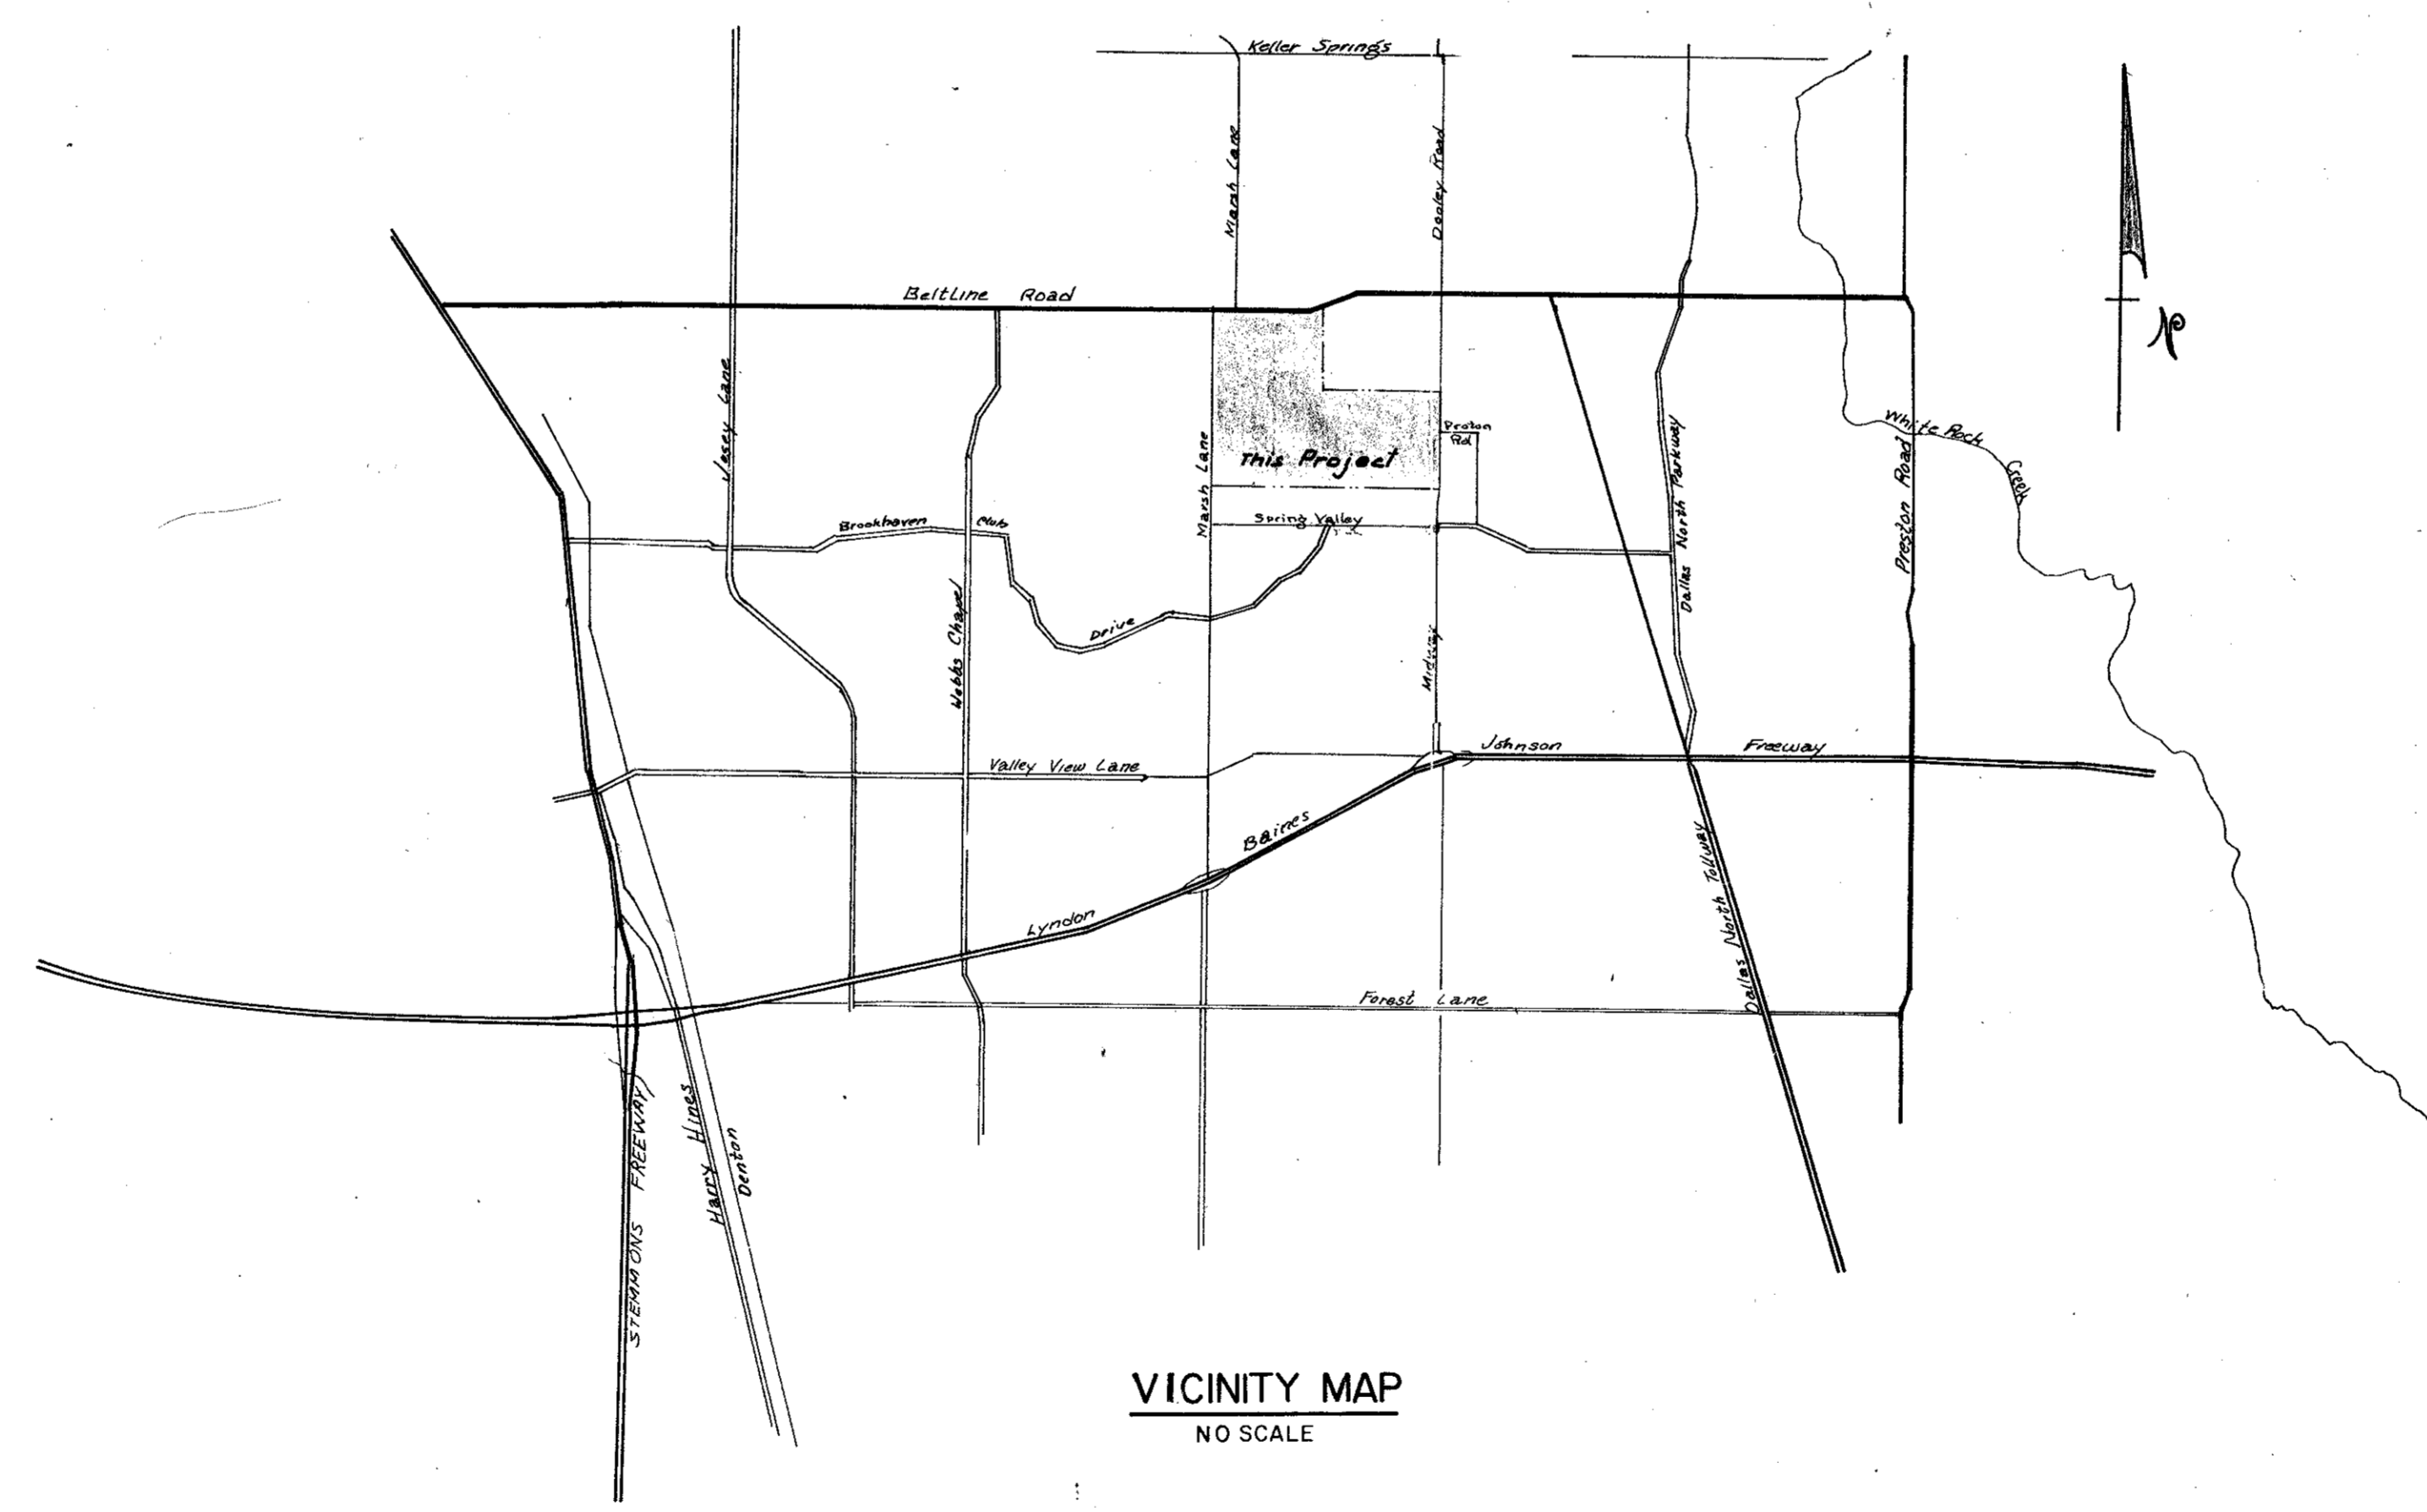 Keller Springs
Marsh Lane
Dooley Road
Beltline Road
Josey Lane
Marsh Lane
Proton
Rd
This Project
White Rock
Creek
Dallas North Parkway
Preston Road
Brookhaven Club
Drive
Spring Valley
Webbs Chapel
Midway
Valley View Lane
Lyndon Baines Johnson Freeway
Dallas North Tollway
Forest Lane
STEMMONS FREEWAY
Harry Hines
Denton
N
VICINITY MAP
NO SCALE